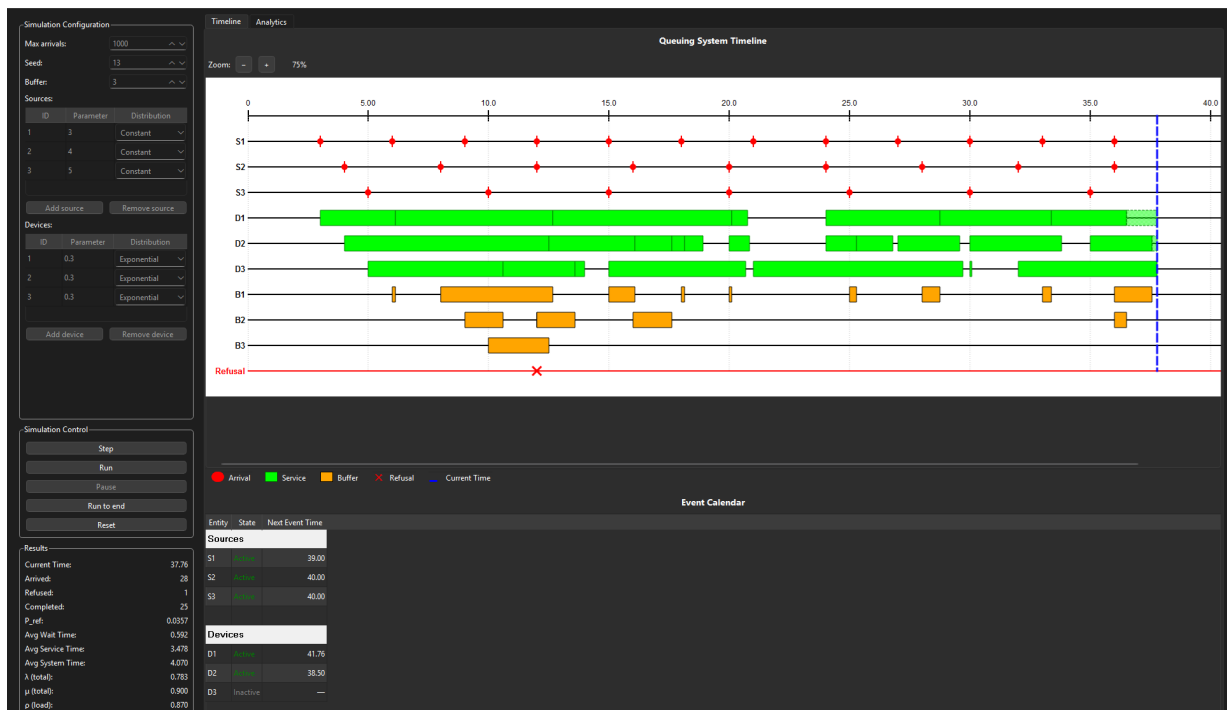 Simulation Configuration
Max arrivals: 1000
Seed: 13
Buffer: 3
Sources:
ID Parameter Distribution
1 3 Constant
2 4 Constant
3 5 Constant
Add source Remove source
Devices:
ID Parameter Distribution
1 0.3 Exponential
2 0.3 Exponential
3 0.3 Exponential
Add device Remove device
Simulation Control
Step
Run
Pause
Run to end
Reset
Results
Current Time: 37.76
Arrived: 28
Refused: 1
Completed: 25
P_ref: 0.0357
Avg Wait Time: 0.592
Avg Service Time: 3.478
Avg System Time: 4.070
λ (total): 0.783
μ (total): 0.900
ρ (load): 0.870
Timeline Analytics
Queuing System Timeline
Zoom: - + 75%
0 5.00 10.0 15.0 20.0 25.0 30.0 35.0 40.0
S1
S2
S3
D1
D2
D3
B1
B2
B3
Refusal
Arrival Service Buffer Refusal Current Time
Event Calendar
Entity State Next Event Time
Sources
S1 Active 39.00
S2 Active 40.00
S3 Active 40.00
Devices
D1 Active 41.76
D2 Active 38.50
D3 Inactive —